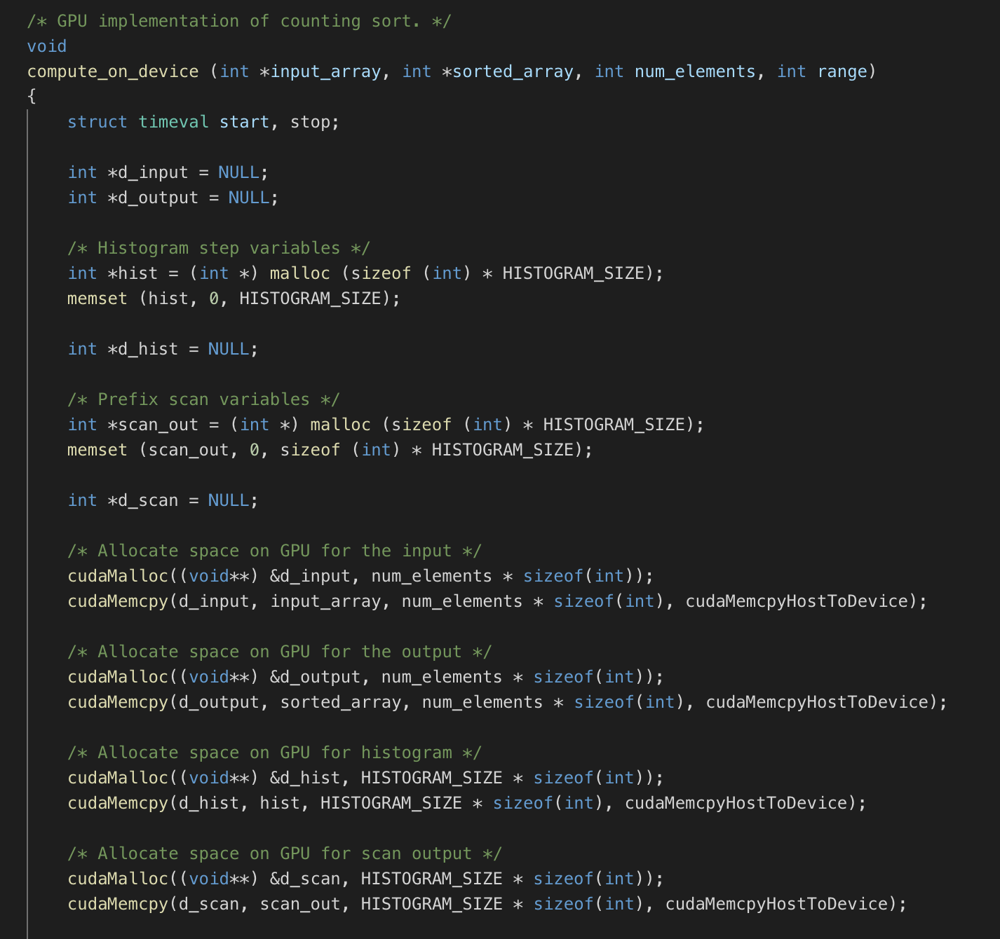 /* GPU implementation of counting sort. */
void
compute_on_device (int *input_array, int *sorted_array, int num_elements, int range)
{
    struct timeval start, stop;

    int *d_input = NULL;
    int *d_output = NULL;

    /* Histogram step variables */
    int *hist = (int *) malloc (sizeof (int) * HISTOGRAM_SIZE);
    memset (hist, 0, HISTOGRAM_SIZE);

    int *d_hist = NULL;

    /* Prefix scan variables */
    int *scan_out = (int *) malloc (sizeof (int) * HISTOGRAM_SIZE);
    memset (scan_out, 0, sizeof (int) * HISTOGRAM_SIZE);

    int *d_scan = NULL;

    /* Allocate space on GPU for the input */
    cudaMalloc((void**) &d_input, num_elements * sizeof(int));
    cudaMemcpy(d_input, input_array, num_elements * sizeof(int), cudaMemcpyHostToDevice);

    /* Allocate space on GPU for the output */
    cudaMalloc((void**) &d_output, num_elements * sizeof(int));
    cudaMemcpy(d_output, sorted_array, num_elements * sizeof(int), cudaMemcpyHostToDevice);

    /* Allocate space on GPU for histogram */
    cudaMalloc((void**) &d_hist, HISTOGRAM_SIZE * sizeof(int));
    cudaMemcpy(d_hist, hist, HISTOGRAM_SIZE * sizeof(int), cudaMemcpyHostToDevice);

    /* Allocate space on GPU for scan output */
    cudaMalloc((void**) &d_scan, HISTOGRAM_SIZE * sizeof(int));
    cudaMemcpy(d_scan, scan_out, HISTOGRAM_SIZE * sizeof(int), cudaMemcpyHostToDevice);